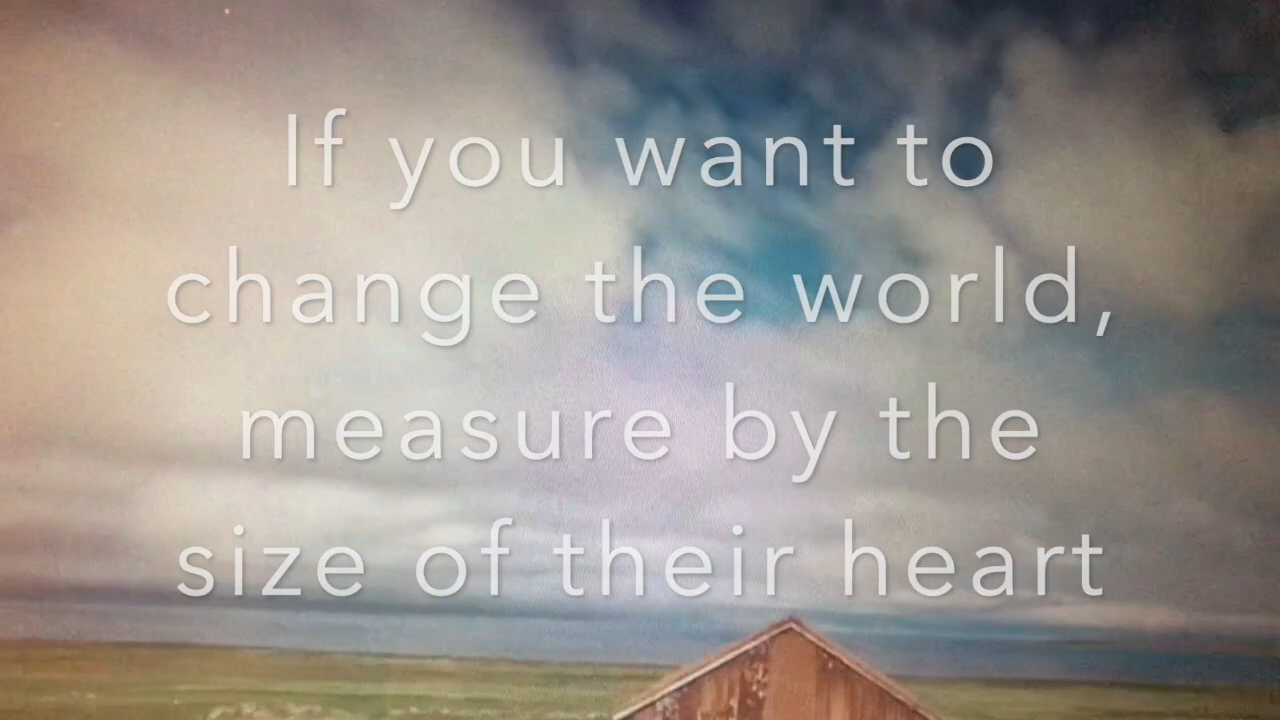 If you want to
change the world,
measure by the
size of their heart